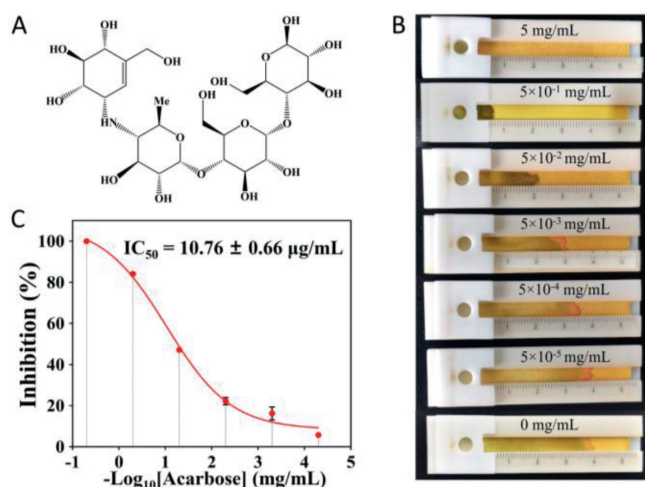 A
OH
HO
OH
HO
HO
HN
Me
O
HO
OH
O
HO
O
OH
OH
O
OH
O
OH
OH
OH
B
5 mg/mL
5×10⁻¹ mg/mL
5×10⁻² mg/mL
5×10⁻³ mg/mL
5×10⁻⁴ mg/mL
5×10⁻⁵ mg/mL
0 mg/mL
C
IC₅₀ = 10.76 ± 0.66 μg/mL
Inhibition (%)
100
80
60
40
20
0
-1 0 1 2 3 4 5
-Log₁₀[Acarbose] (mg/mL)